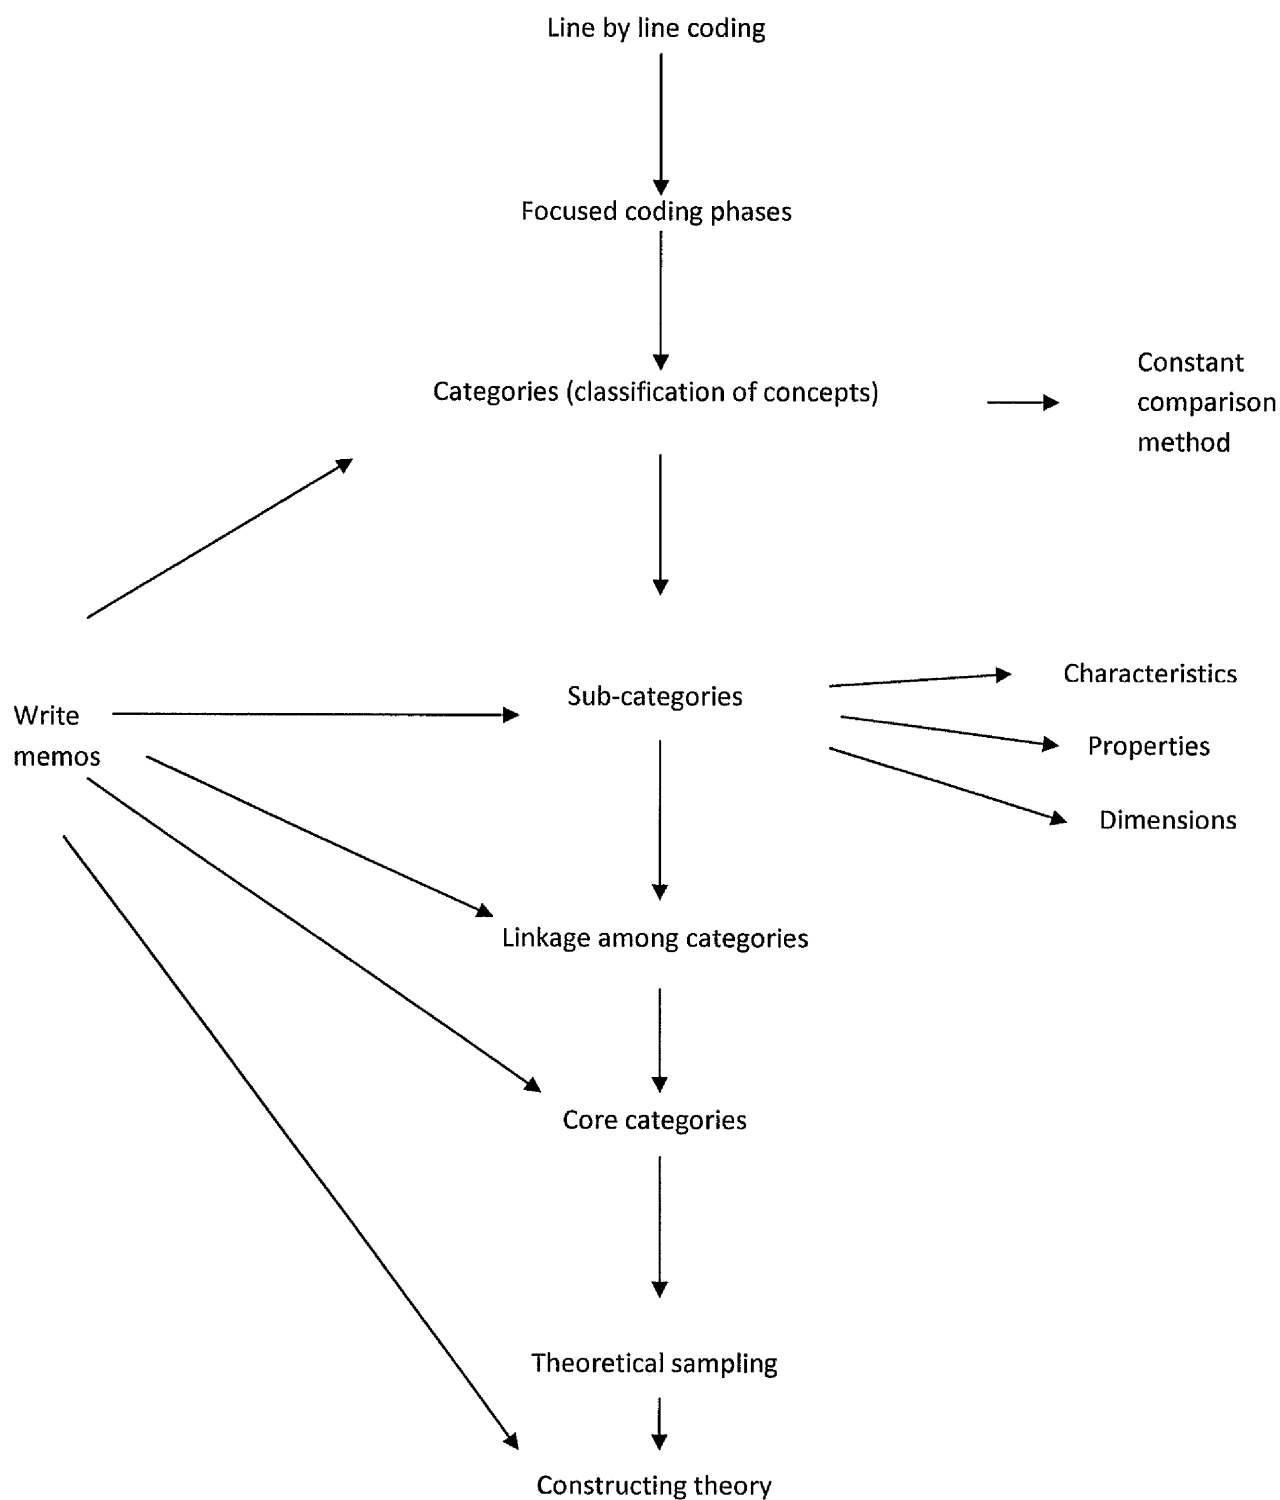 Line by line coding
Focused coding phases
Categories (classification of concepts)
Constant
comparison
method
Write
memos
Sub-categories
Characteristics
Properties
Dimensions
Linkage among categories
Core categories
Theoretical sampling
Constructing theory